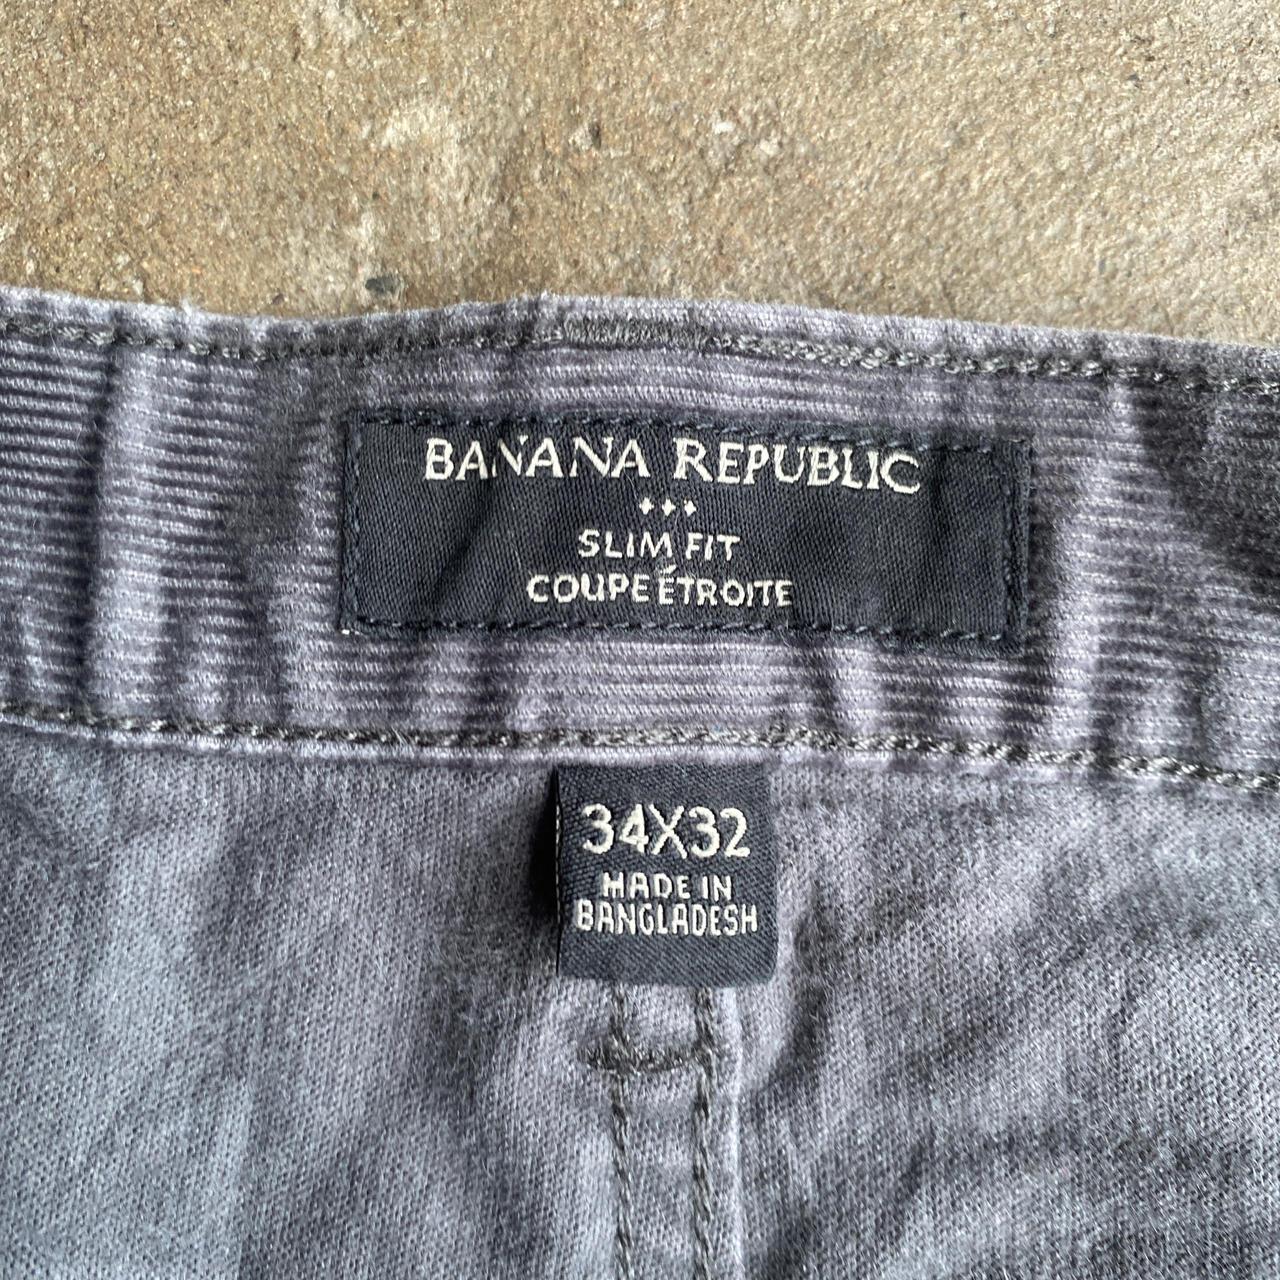 BANANA REPUBLIC
SLIM FIT
COUPE ÉTROITE
34X32
MADE IN
BANGLADESH